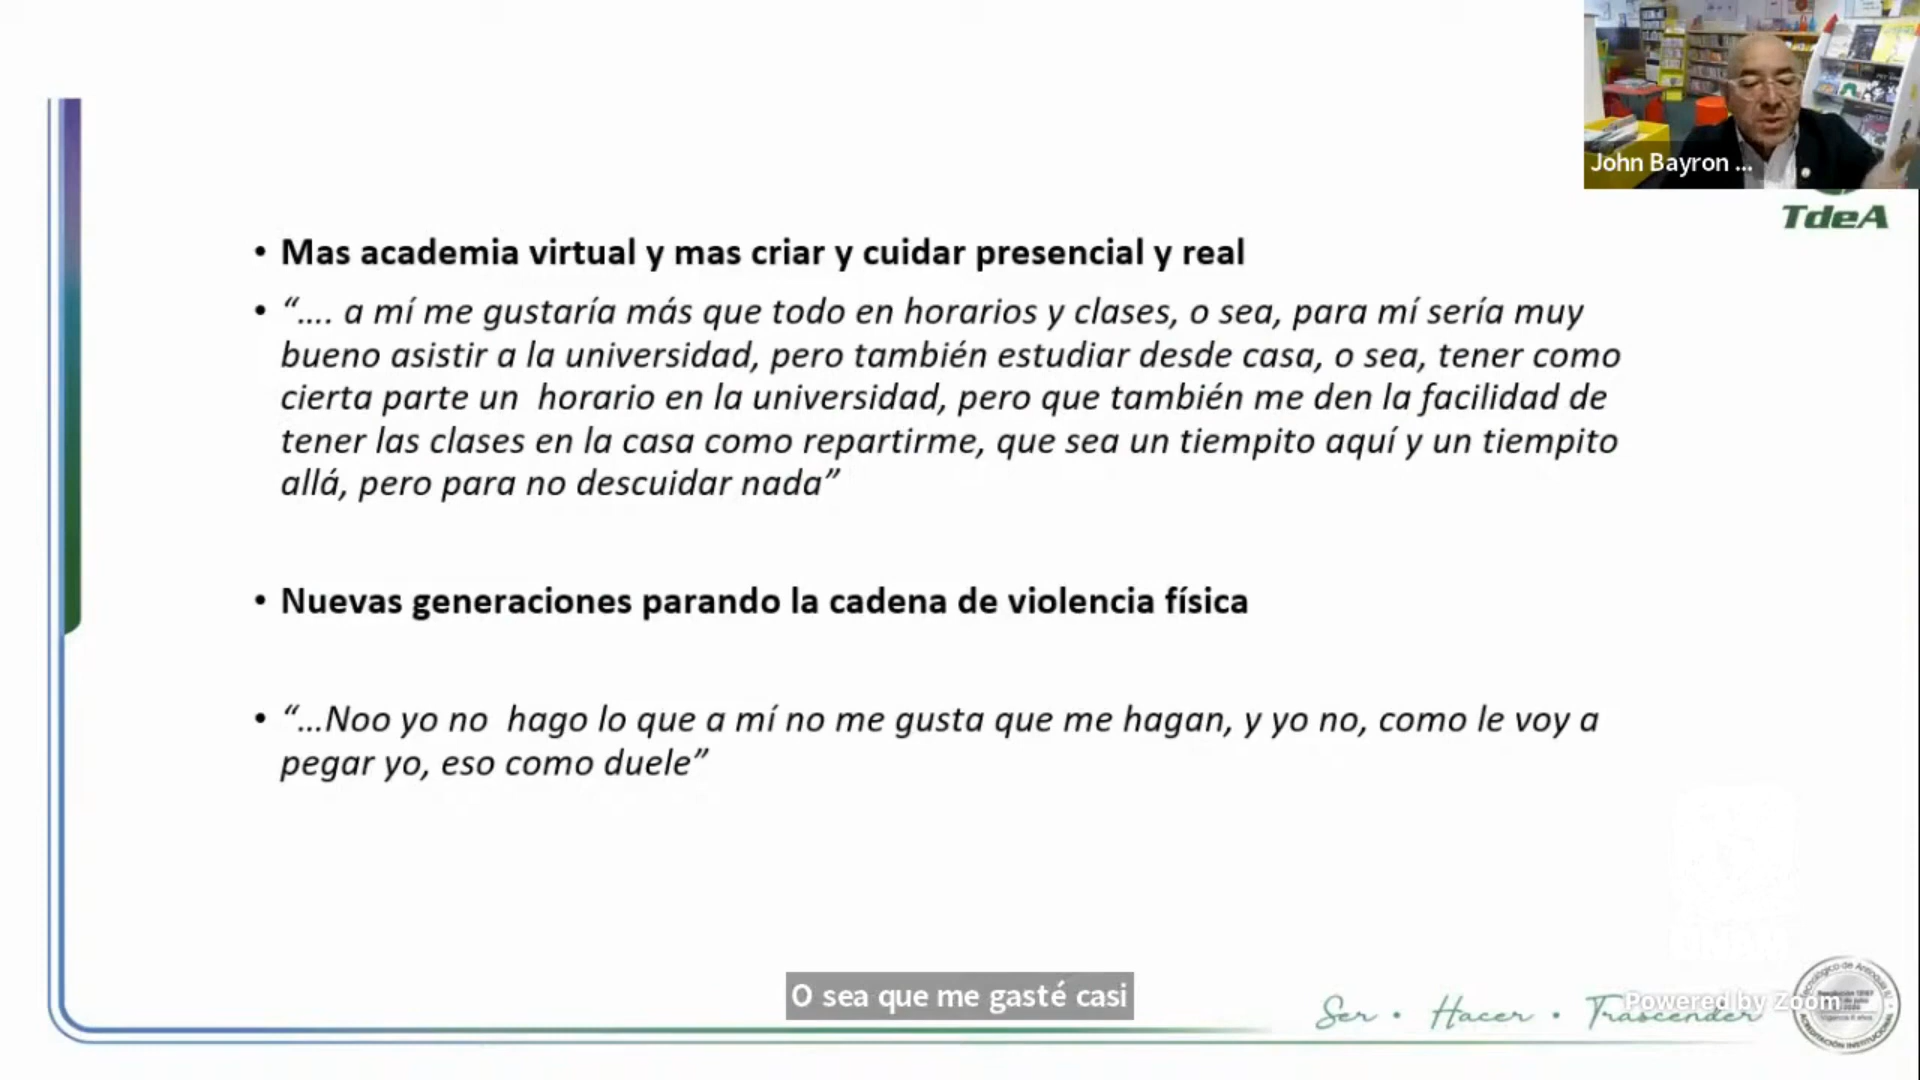 John Bayron ...
TdeA
• Mas academia virtual y mas criar y cuidar presencial y real
• “.... a mí me gustaría más que todo en horarios y clases, o sea, para mí sería muy
bueno asistir a la universidad, pero también estudiar desde casa, o sea, tener como
cierta parte un horario en la universidad, pero que también me den la facilidad de
tener las clases en la casa como repartirme, que sea un tiempito aquí y un tiempito
allá, pero para no descuidar nada”
• Nuevas generaciones parando la cadena de violencia física
• “...Noo yo no hago lo que a mí no me gusta que me hagan, y yo no, como le voy a
pegar yo, eso como duele”
O sea que me gasté casi
Ser • Hacer • Trascender
Powered by Zoom